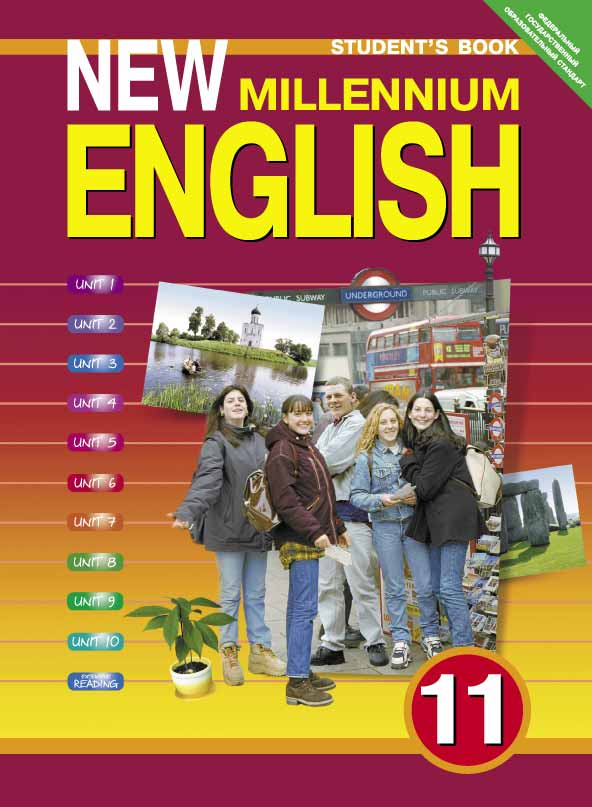 ФЕДЕРАЛЬНЫЙ
ГОСУДАРСТВЕННЫЙ
ОБРАЗОВАТЕЛЬНЫЙ СТАНДАРТ
STUDENT'S BOOK
NEW
MILLENNIUM
ENGLISH
UNIT 1
UNIT 2
UNIT 3
UNIT 4
UNIT 5
UNIT 6
UNIT 7
UNIT 8
UNIT 9
UNIT 10
EXTENSIVE
READING
PUBLIC SUBWAY
UNDERGROUND
PUBLIC SUBWAY
11